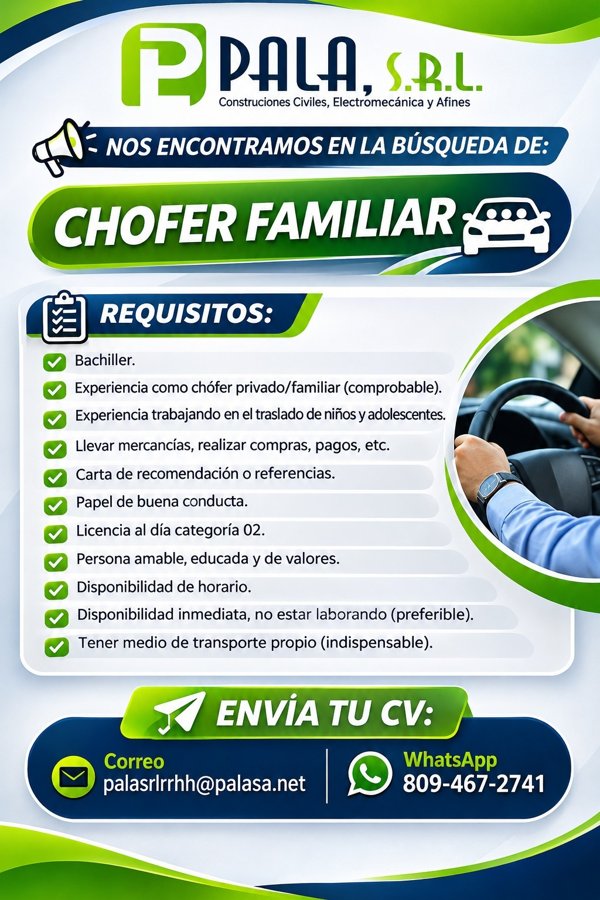 PALA, S.R.L.
Construciones Civiles, Electromecánica y Afines
NOS ENCONTRAMOS EN LA BÚSQUEDA DE:
CHOFER FAMILIAR
REQUISITOS:
Bachiller.
Experiencia como chófer privado/familiar (comprobable).
Experiencia trabajando en el traslado de niños y adolescentes.
Llevar mercancías, realizar compras, pagos, etc.
Carta de recomendación o referencias.
Papel de buena conducta.
Licencia al día categoría 02.
Persona amable, educada y de valores.
Disponibilidad de horario.
Disponibilidad inmediata, no estar laborando (preferible).
Tener medio de transporte propio (indispensable).
ENVÍA TU CV:
Correo
palasrlrrhh@palasa.net
WhatsApp
809-467-2741